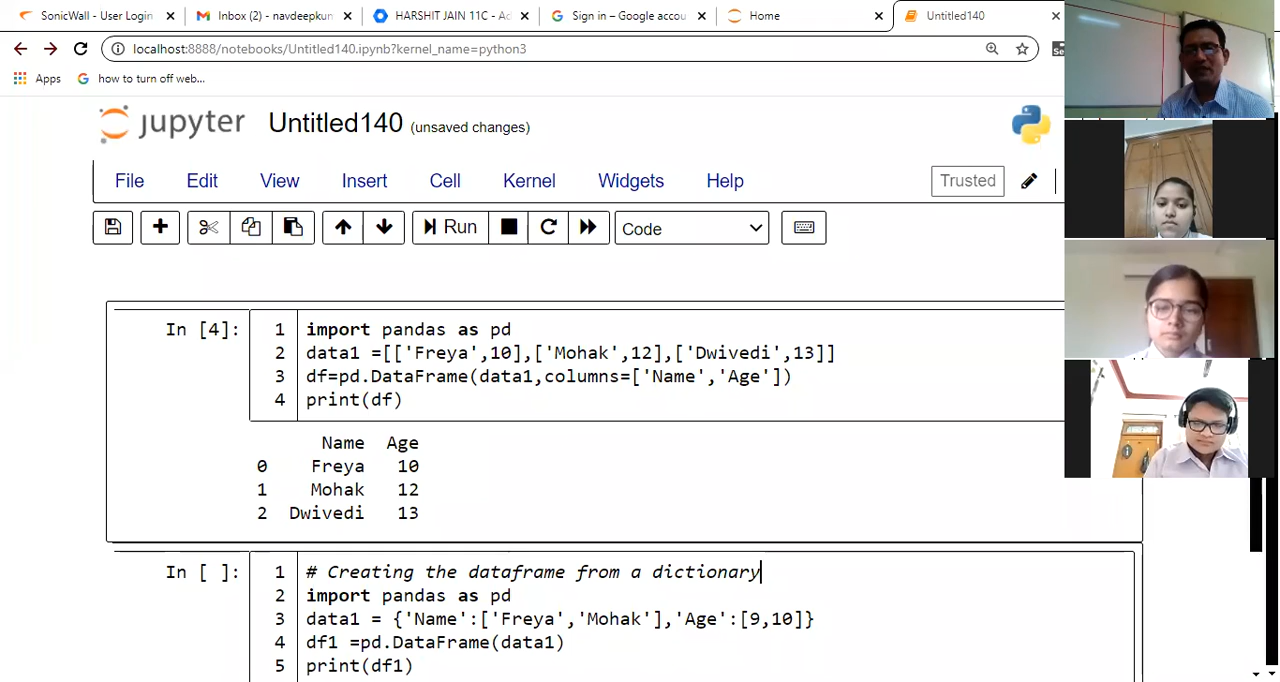 SonicWall - User Login
Inbox (2) - navdeepkun
HARSHIT JAIN 11C - Ac
Sign in – Google accou
Home
Untitled140
localhost:8888/notebooks/Untitled140.ipynb?kernel_name=python3
Se
Apps
how to turn off web...
jupyter Untitled140 (unsaved changes)
File Edit View Insert Cell Kernel Widgets Help
Trusted
Run
Code
In [4]:
1 import pandas as pd
2 data1 =[['Freya',10],['Mohak',12],['Dwivedi',13]]
3 df=pd.DataFrame(data1,columns=['Name','Age'])
4 print(df)
Name Age
0 Freya 10
1 Mohak 12
2 Dwivedi 13
In [ ]:
1 # Creating the dataframe from a dictionary
2 import pandas as pd
3 data1 = {'Name':['Freya','Mohak'],'Age':[9,10]}
4 df1 =pd.DataFrame(data1)
5 print(df1)